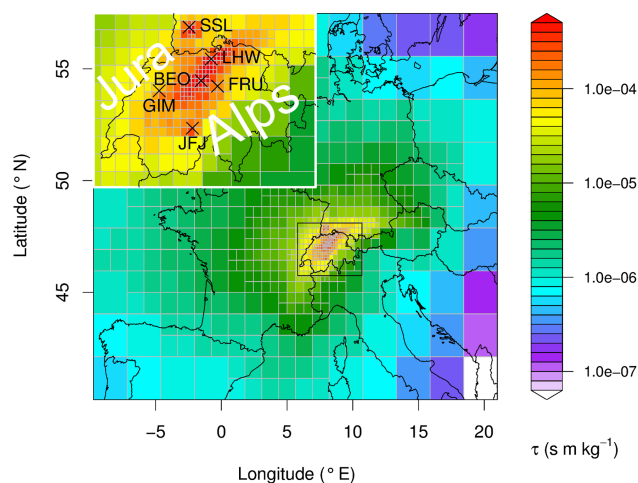 SSL
LHW
Jura
BEO
FRU
GIM
Alps
JFJ
55
50
45
Latitude (° N)
−5
0
5
10
15
20
Longitude (° E)
1.0e−04
1.0e−05
1.0e−06
1.0e−07
τ (s m kg⁻¹)